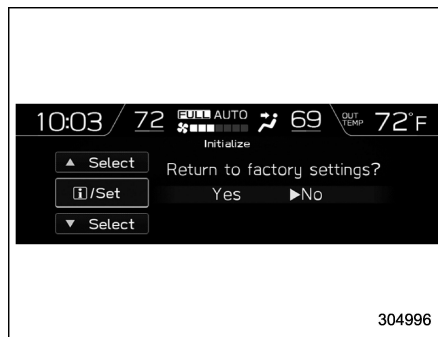 10:03 72 FULL AUTO 69 OUT TEMP 72°F
Initialize
▲ Select
Return to factory settings?
i/Set
Yes ▶No
▼ Select
304996